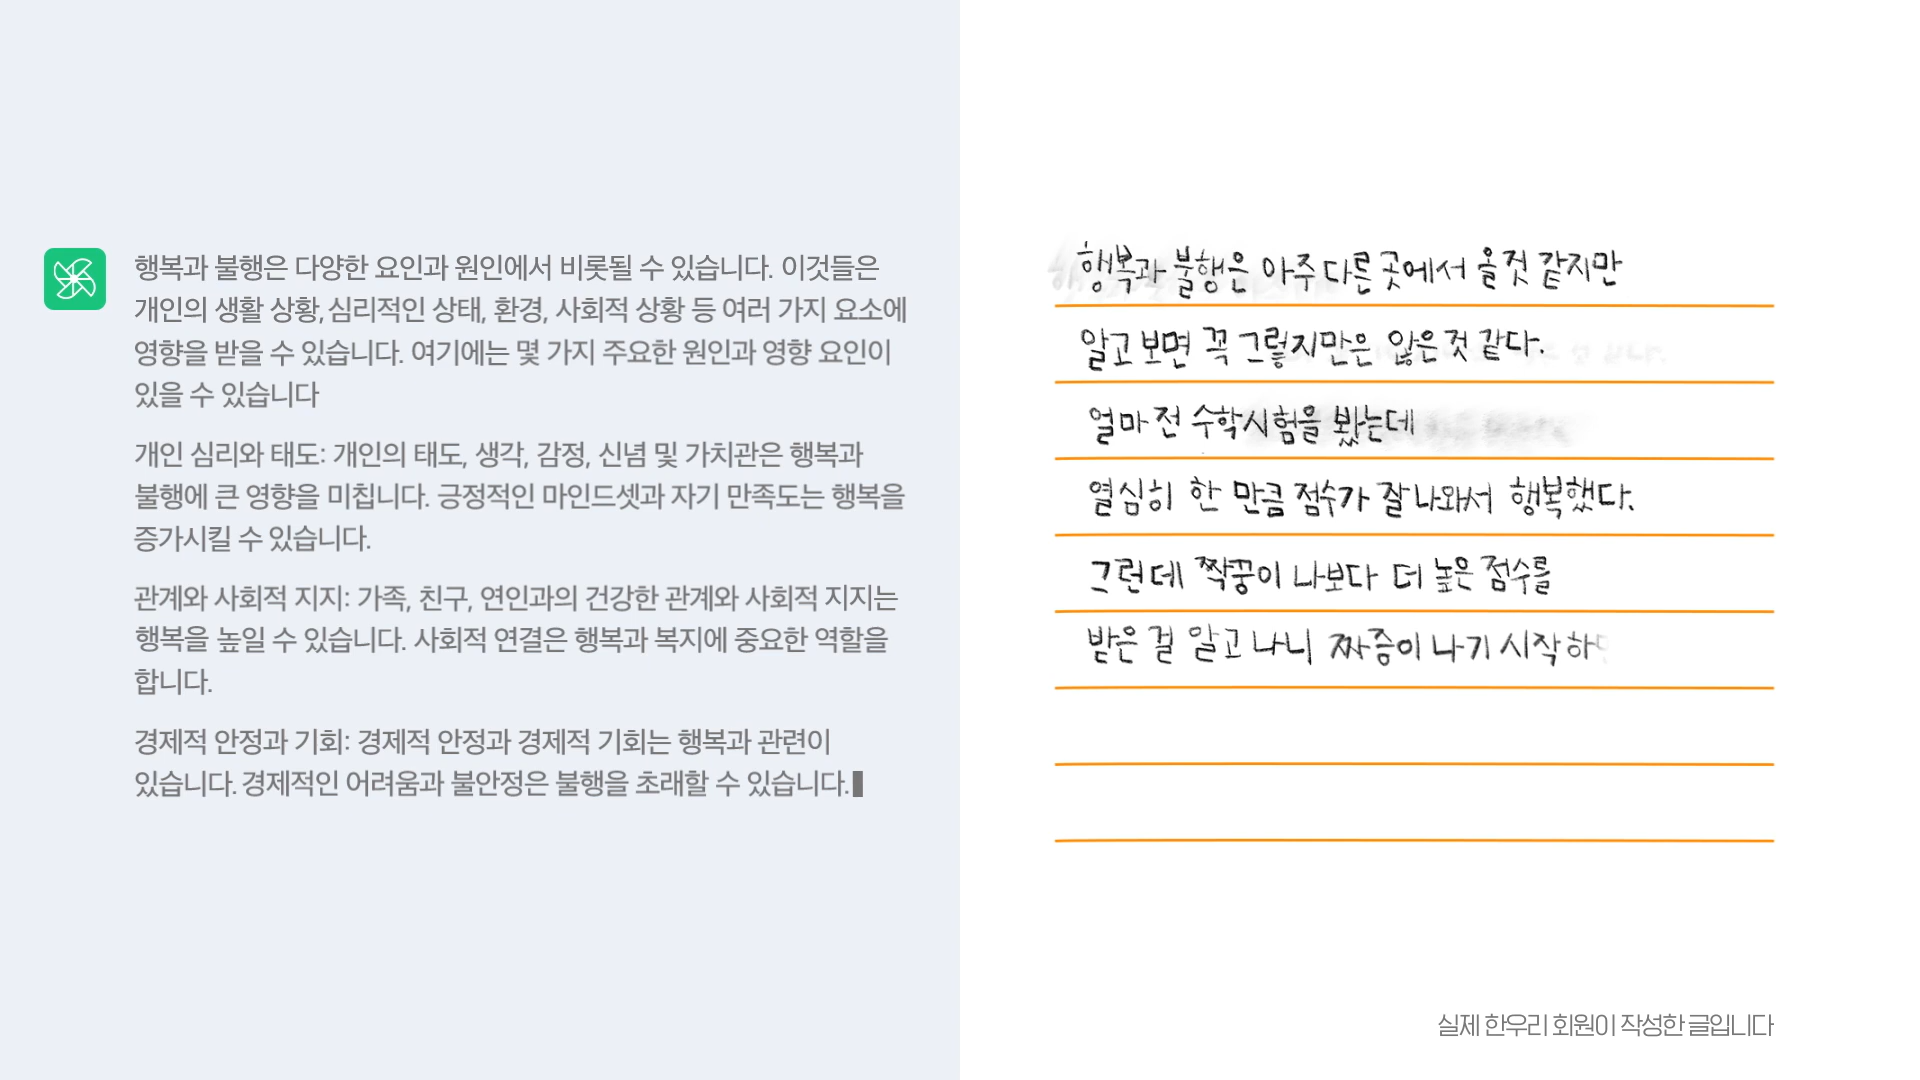 행복과 불행은 다양한 요인과 원인에서 비롯될 수 있습니다. 이것들은
개인의 생활 상황, 심리적인 상태, 환경, 사회적 상황 등 여러 가지 요소에
영향을 받을 수 있습니다. 여기에는 몇 가지 주요한 원인과 영향 요인이
있을 수 있습니다
개인 심리와 태도: 개인의 태도, 생각, 감정, 신념 및 가치관은 행복과
불행에 큰 영향을 미칩니다. 긍정적인 마인드셋과 자기 만족도는 행복을
증가시킬 수 있습니다.
관계와 사회적 지지: 가족, 친구, 연인과의 건강한 관계와 사회적 지지는
행복을 높일 수 있습니다. 사회적 연결은 행복과 복지에 중요한 역할을
합니다.
경제적 안정과 기회: 경제적 안정과 경제적 기회는 행복과 관련이
있습니다. 경제적인 어려움과 불안정은 불행을 초래할 수 있습니다.
행복과 불행은 아주 다른 곳에서 올것 같지만
알고보면 꼭 그렇지만은 않은것 같다.
얼마전 수학시험을 봤는데
열심히 한 만큼 점수가 잘 나와서 행복했다.
그런데 짝꿍이 나보다 더 높은 점수를
받은 걸 알고 나니 짜증이 나기 시작하
실제 한우리 회원이 작성한 글입니다